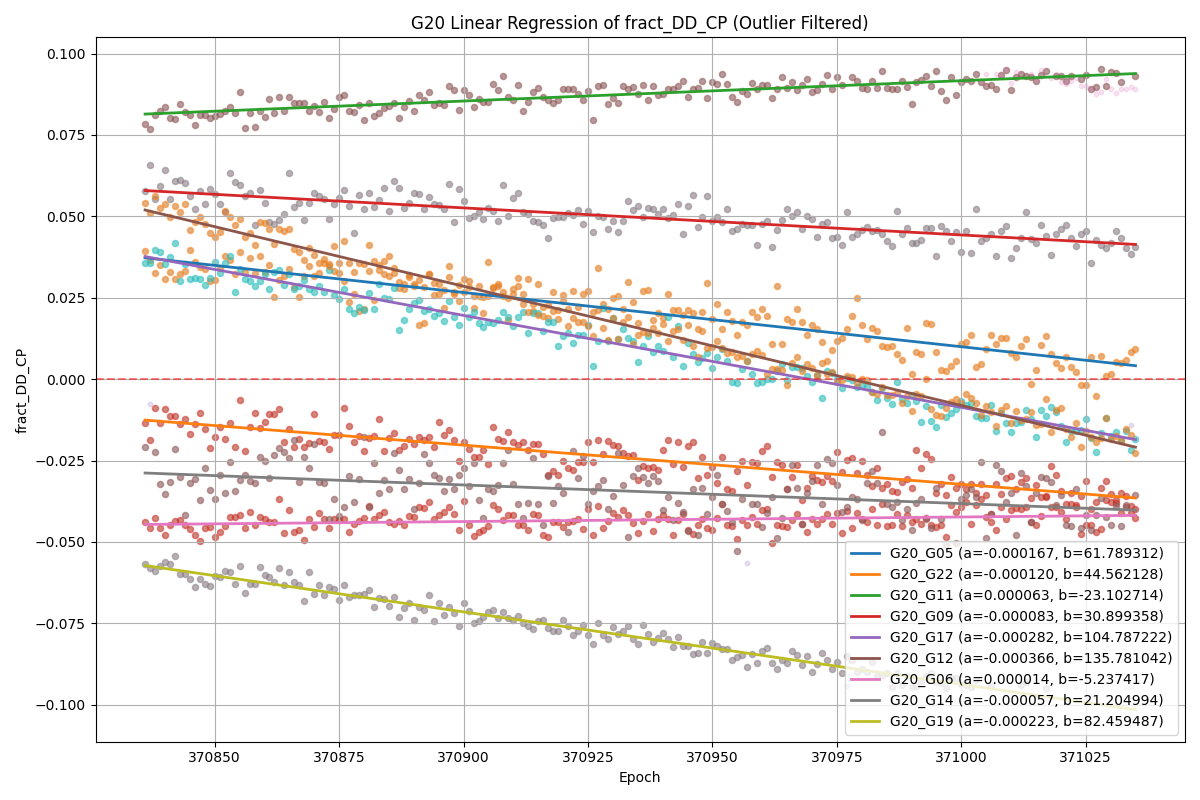 G20 Linear Regression of fract_DD_CP (Outlier Filtered)
0.100
0.075
0.050
0.025
0.000
−0.025
−0.050
−0.075
−0.100
fract_DD_CP
G20_G05 (a=-0.000167, b=61.789312)
G20_G22 (a=-0.000120, b=44.562128)
G20_G11 (a=0.000063, b=-23.102714)
G20_G09 (a=-0.000083, b=30.899358)
G20_G17 (a=-0.000282, b=104.787222)
G20_G12 (a=-0.000366, b=135.781042)
G20_G06 (a=0.000014, b=-5.237417)
G20_G14 (a=-0.000057, b=21.204994)
G20_G19 (a=-0.000223, b=82.459487)
370850 370875 370900 370925 370950 370975 371000 371025
Epoch